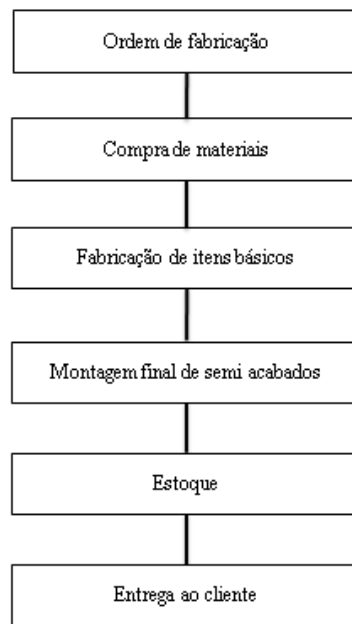 Ordem de fabricação
Compra de materiais
Fabricação de itens básicos
Montagem final de semi acabados
Estoque
Entrega ao cliente